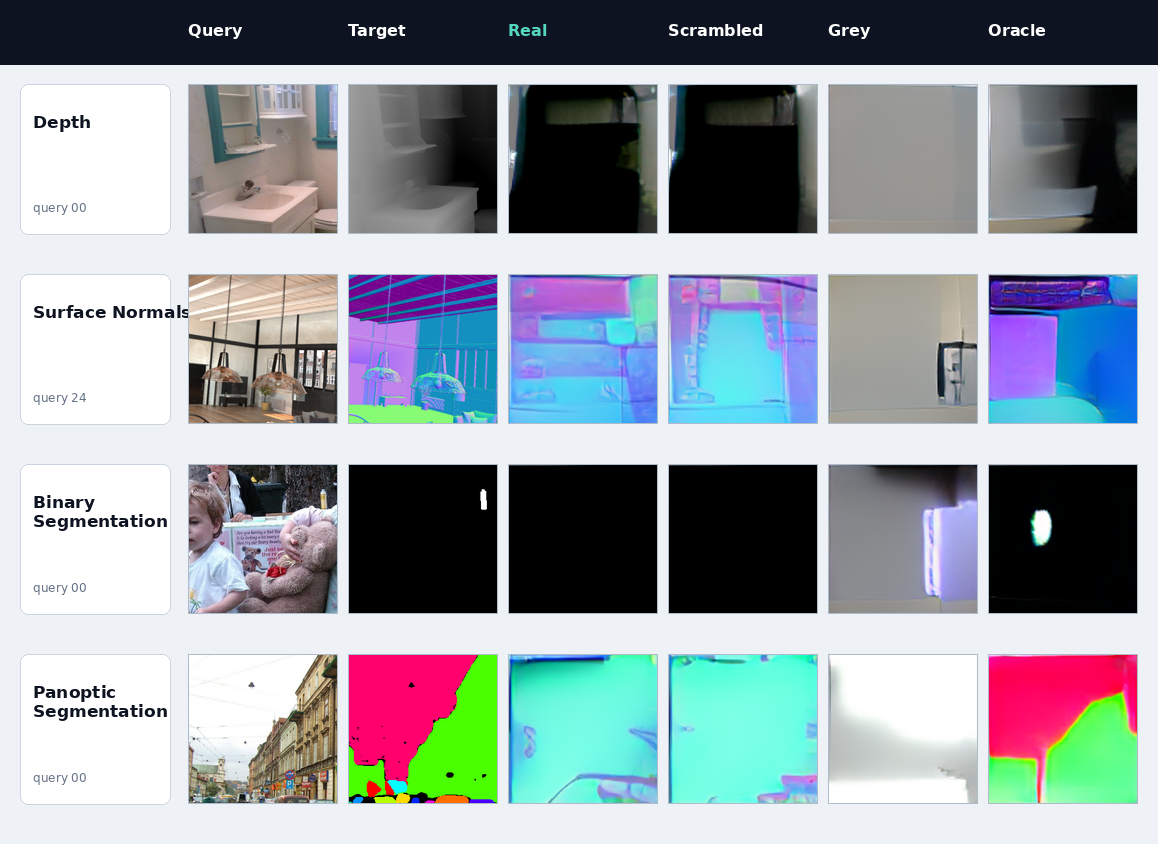 Query Target Real Scrambled Grey Oracle
Depth
query 00
Surface Normals
query 24
Binary
Segmentation
query 00
Panoptic
Segmentation
query 00